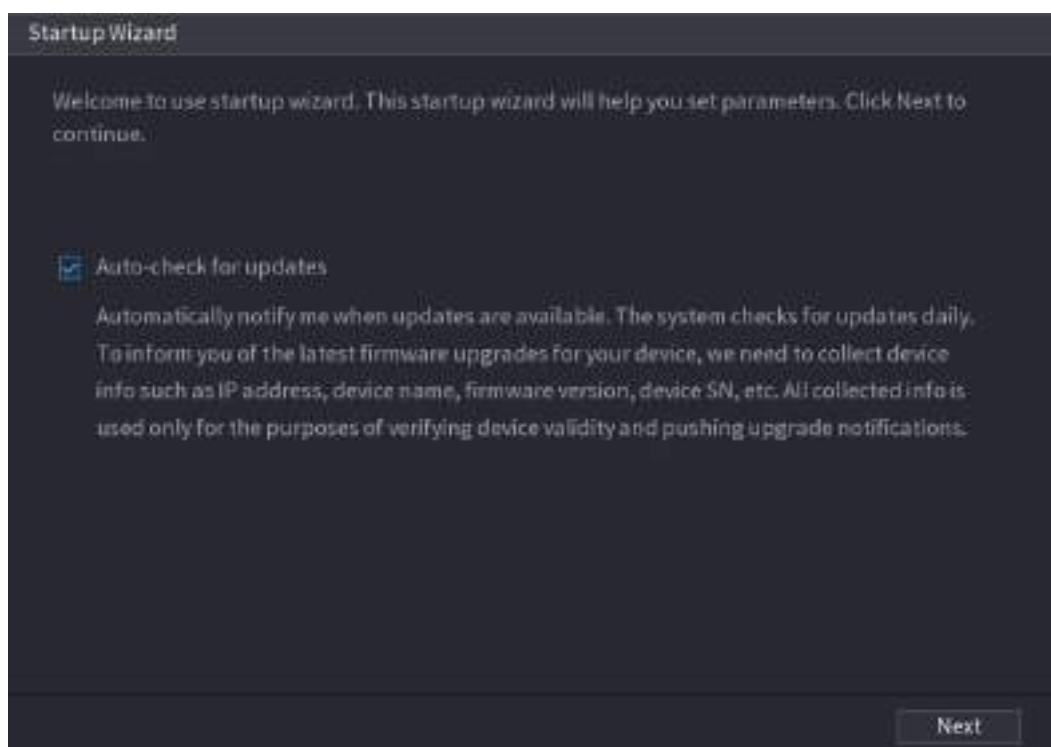 Startup Wizard
Welcome to use startup wizard. This startup wizard will help you set parameters. Click Next to
continue.
Auto-check for updates
Automatically notify me when updates are available. The system checks for updates daily.
To inform you of the latest firmware upgrades for your device, we need to collect device
info such as IP address, device name, firmware version, device SN, etc. All collected info is
used only for the purposes of verifying device validity and pushing upgrade notifications.
Next